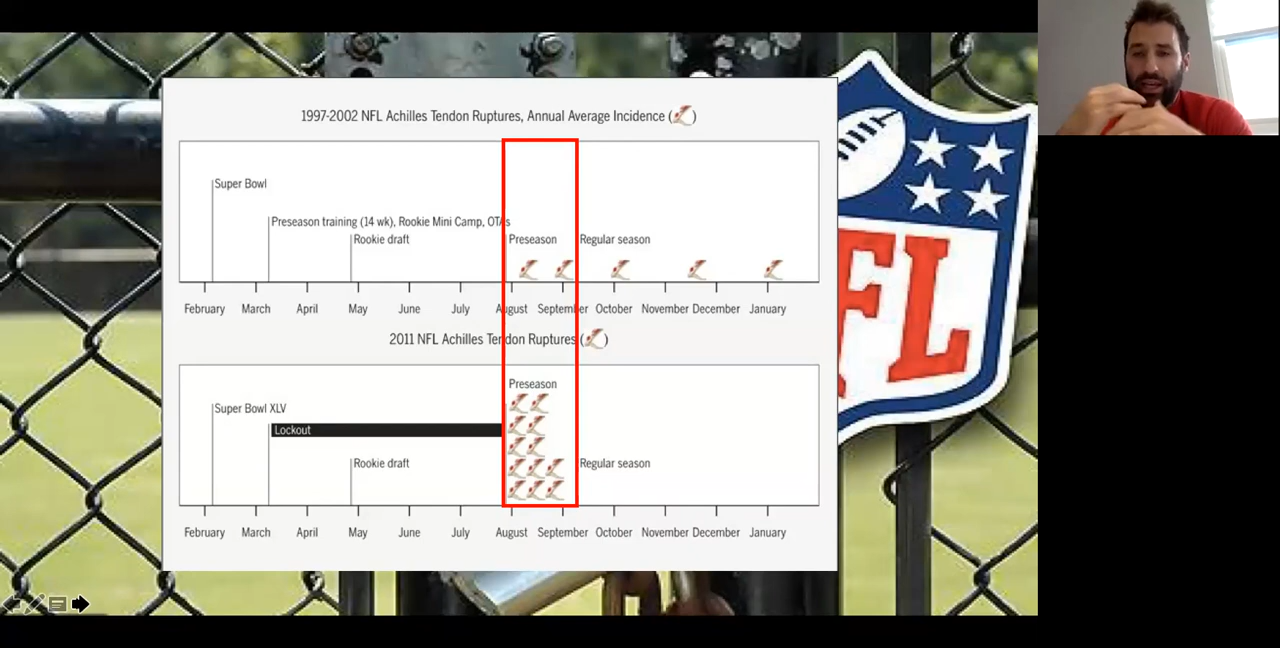 1997-2002 NFL Achilles Tendon Ruptures, Annual Average Incidence ( )
Super Bowl
Preseason training (14 wk), Rookie Mini Camp, OTAs
Rookie draft
Preseason
Regular season
February March April May June July August September October November December January
2011 NFL Achilles Tendon Ruptures ( )
Preseason
Super Bowl XLV
Lockout
Rookie draft
Regular season
February March April May June July August September October November December January
FL